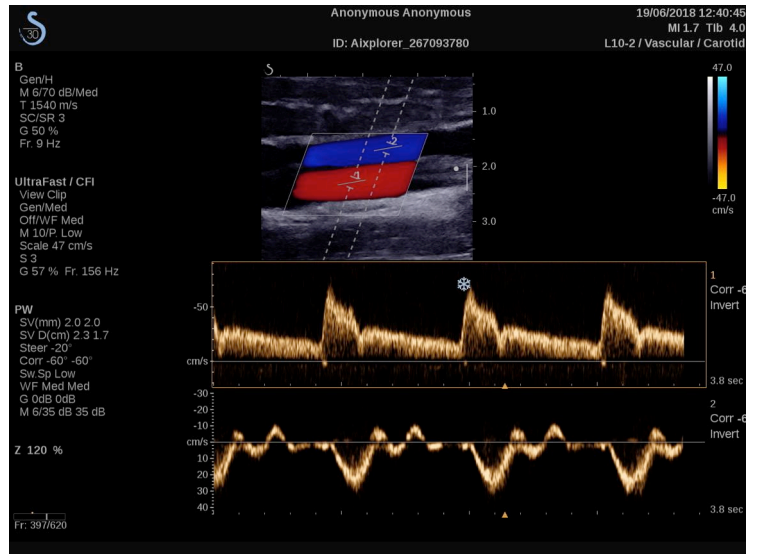 Anonymous Anonymous
19/06/2018 12:40:45
MI 1.7 TIb 4.0
30
ID: Aixplorer_267093780
L10-2 / Vascular / Carotid
B
Gen/H
M 6/70 dB/Med
T 1540 m/s
SC/SR 3
G 50 %
Fr. 9 Hz
UltraFast / CFI
View Clip
Gen/Med
Off/WF Med
M 10/P. Low
Scale 47 cm/s
S 3
G 57 % Fr. 156 Hz
PW
SV(mm) 2.0 2.0
SV D(cm) 2.3 1.7
Steer -20°
Corr -60° -60°
Sw.Sp Low
WF Med Med
G 0dB 0dB
M 6/35 dB 35 dB
Z 120 %
Fr: 397/620
1.0
2.0
3.0
47.0
-47.0
cm/s
1
Corr -6
Invert
-50
cm/s
3.8 sec
2
Corr -6
Invert
-30
-20
-10
cm/s
10
20
30
40
3.8 sec